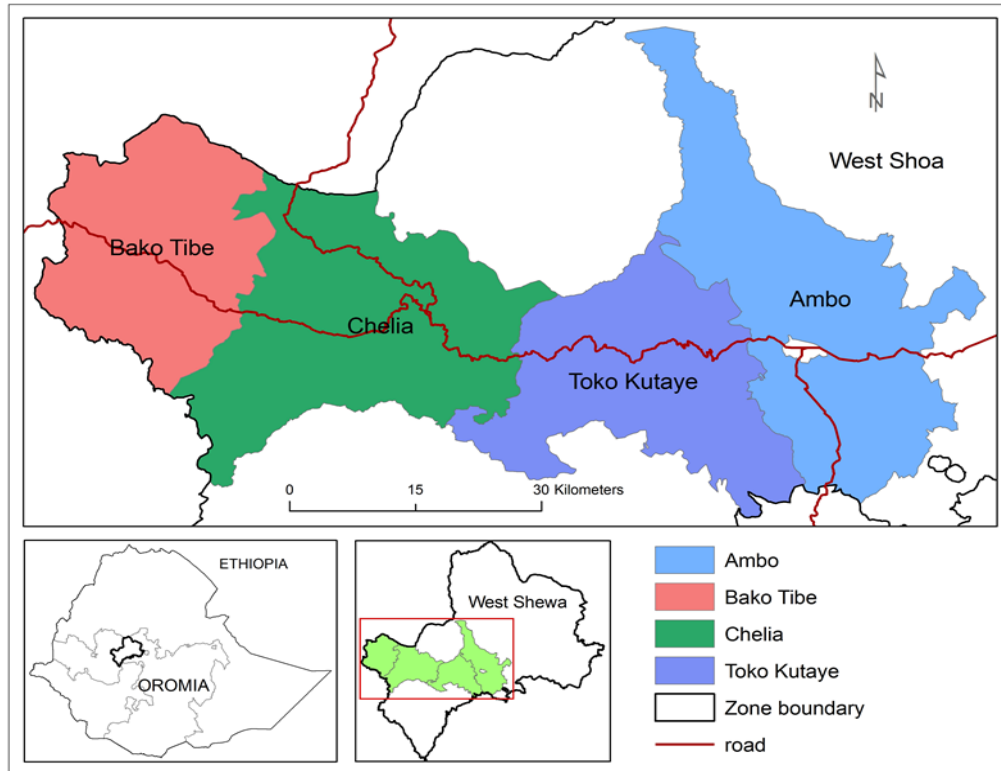 N
West Shoa
Bako Tibe
Ambo
Chelia
Toko Kutaye
0 15 30 Kilometers
ETHIOPIA
OROMIA
West Shewa
Ambo
Bako Tibe
Chelia
Toko Kutaye
Zone boundary
road